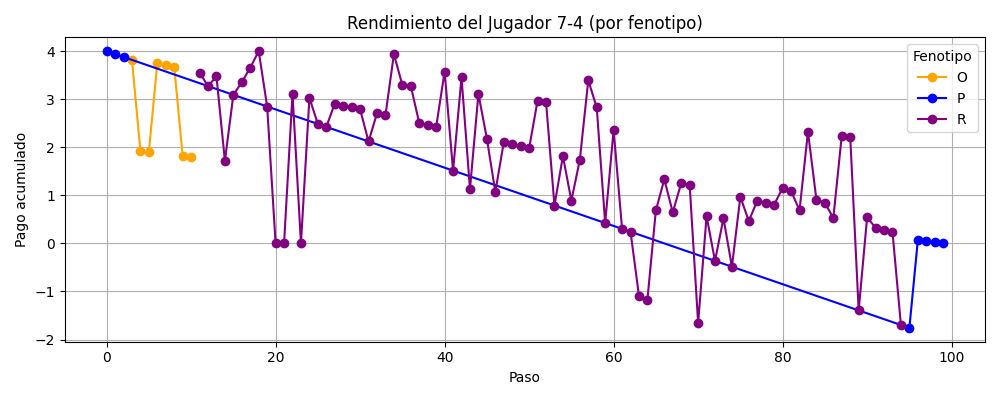 Rendimiento del Jugador 7-4 (por fenotipo)
Pago acumulado
4
3
2
1
0
−1
−2
Fenotipo
O
P
R
0 20 40 60 80 100
Paso